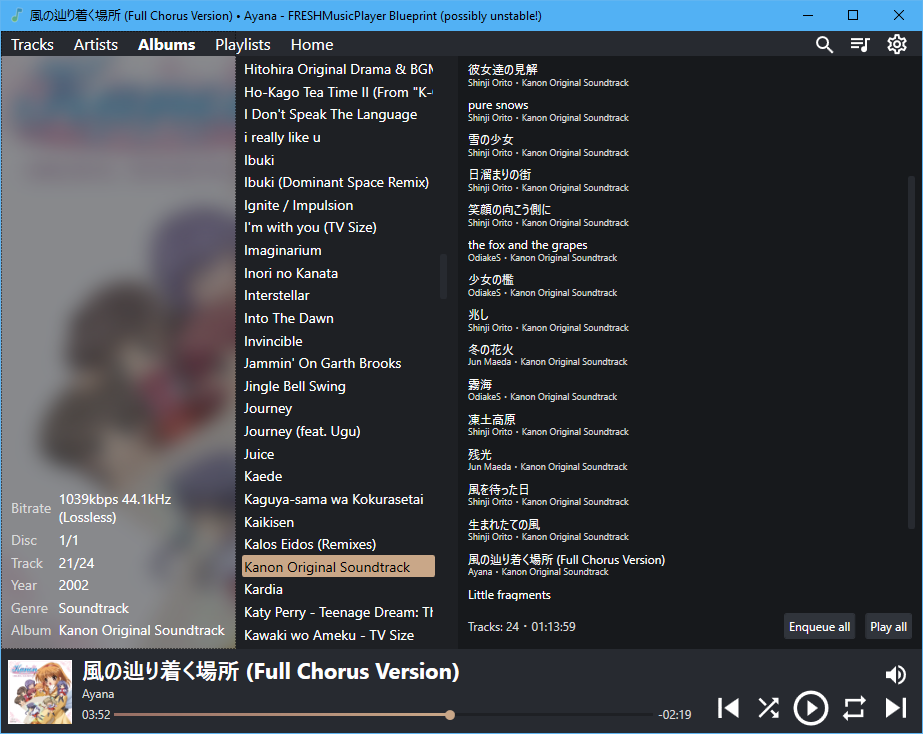 風の辿り着く場所 (Full Chorus Version) • Ayana - FRESHMusicPlayer Blueprint (possibly unstable!)
Tracks Artists Albums Playlists Home
Bitrate 1039kbps 44.1kHz (Lossless)
Disc 1/1
Track 21/24
Year 2002
Genre Soundtrack
Album Kanon Original Soundtrack
Hitohira Original Drama & BGM
Ho-Kago Tea Time II (From "K-
I Don't Speak The Language
i really like u
Ibuki
Ibuki (Dominant Space Remix)
Ignite / Impulsion
I'm with you (TV Size)
Imaginarium
Inori no Kanata
Interstellar
Into The Dawn
Invincible
Jammin' On Garth Brooks
Jingle Bell Swing
Journey
Journey (feat. Ugu)
Juice
Kaede
Kaguya-sama wa Kokurasetai
Kaikisen
Kalos Eidos (Remixes)
Kanon Original Soundtrack
Kardia
Katy Perry - Teenage Dream: Th
Kawaki wo Ameku - TV Size
彼女達の見解
Shinji Orito・Kanon Original Soundtrack
pure snows
Shinji Orito・Kanon Original Soundtrack
雪の少女
Shinji Orito・Kanon Original Soundtrack
日溜まりの街
Shinji Orito・Kanon Original Soundtrack
笑顔の向こう側に
Shinji Orito・Kanon Original Soundtrack
the fox and the grapes
OdiakeS・Kanon Original Soundtrack
少女の檻
OdiakeS・Kanon Original Soundtrack
兆し
Shinji Orito・Kanon Original Soundtrack
冬の花火
Jun Maeda・Kanon Original Soundtrack
霧海
OdiakeS・Kanon Original Soundtrack
凍土高原
Shinji Orito・Kanon Original Soundtrack
残光
Jun Maeda・Kanon Original Soundtrack
風を待った日
Shinji Orito・Kanon Original Soundtrack
生まれたての風
Shinji Orito・Kanon Original Soundtrack
風の辿り着く場所 (Full Chorus Version)
Ayana・Kanon Original Soundtrack
Little fragments
Tracks: 24・01:13:59
Enqueue all Play all
風の辿り着く場所 (Full Chorus Version)
Ayana
03:52 -02:19